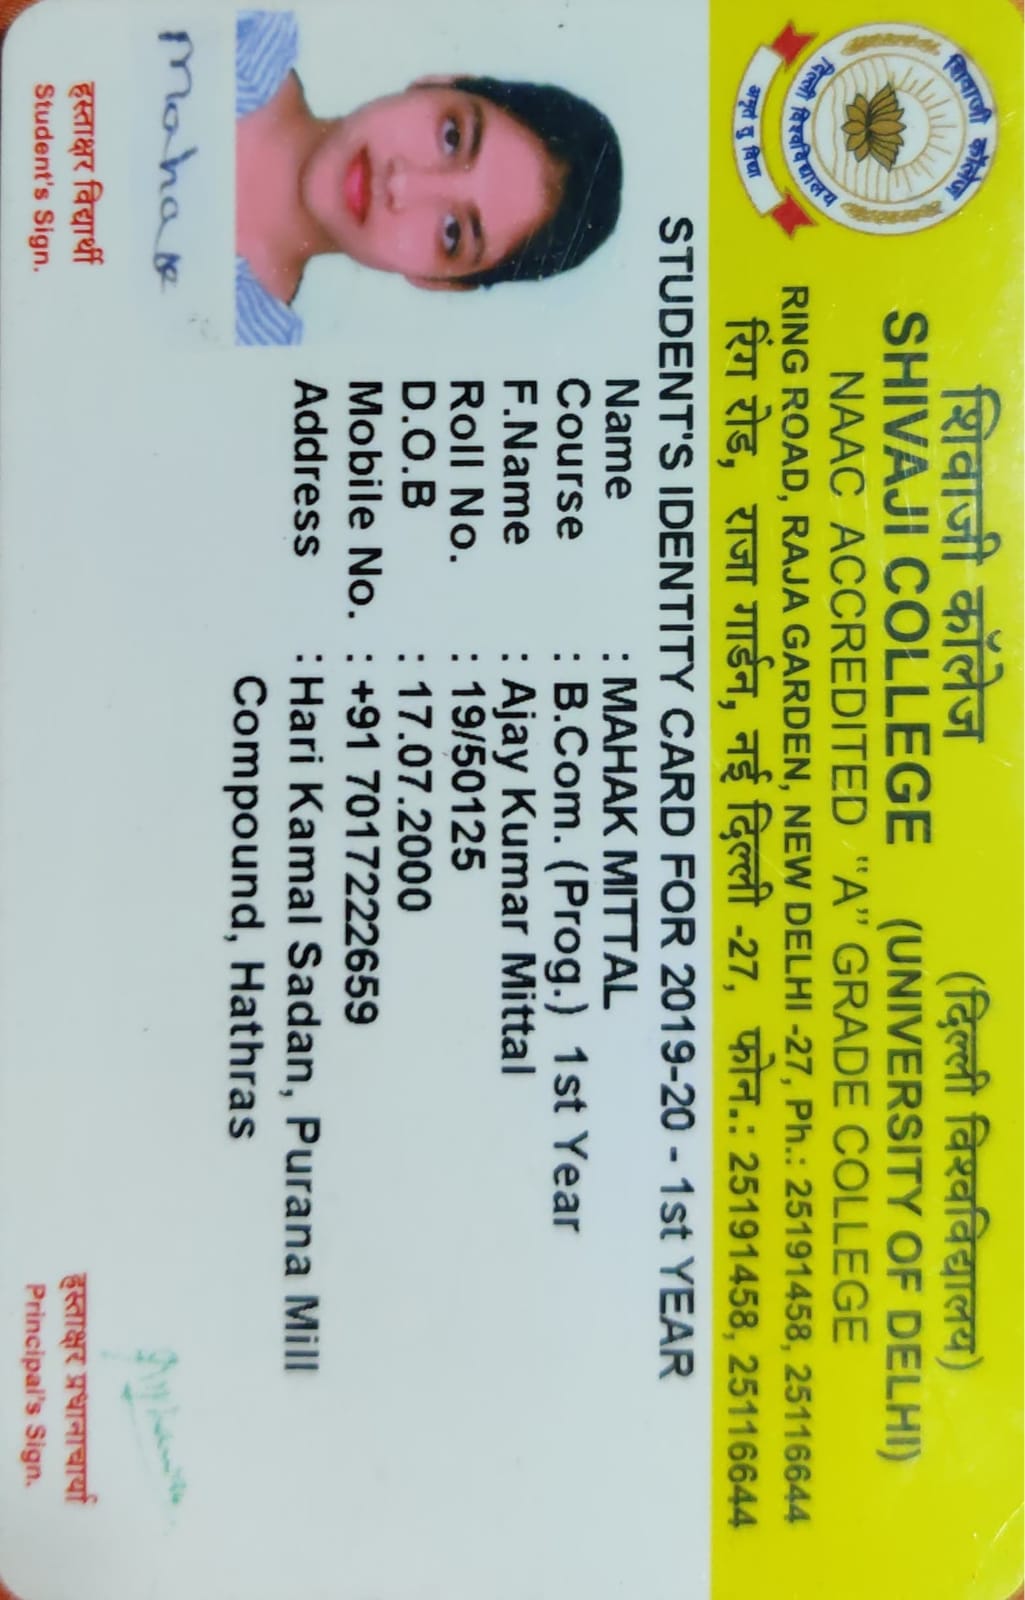 शिवाजी कॉलेज (दिल्ली विश्वविद्यालय)
SHIVAJI COLLEGE (UNIVERSITY OF DELHI)
NAAC ACCREDITED "A" GRADE COLLEGE
RING ROAD, RAJA GARDEN, NEW DELHI -27, Ph.: 25191458, 25116644
रिंग रोड, राजा गार्डन, नई दिल्ली -27, फोन.: 25191458, 25116644
शिवाजी कॉलेज
दिल्ली विश्वविद्यालय
STUDENT'S IDENTITY CARD FOR 2019-20 - 1st YEAR
Name : MAHAK MITTAL
Course : B.Com. (Prog.) 1st Year
F.Name : Ajay Kumar Mittal
Roll No. : 19/50125
D.O.B : 17.07.2000
Mobile No. : +91 7017222659
Address : Hari Kamal Sadan, Purana Mill
Compound, Hathras
Mahak
हस्ताक्षर विद्यार्थी
Student's Sign.
हस्ताक्षर प्रधानाचार्या
Principal's Sign.